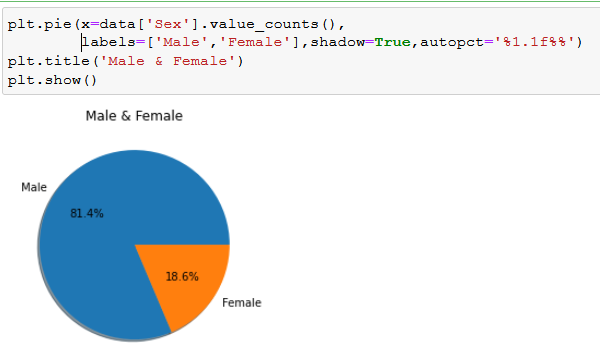 plt.pie(x=data['Sex'].value_counts(),
labels=['Male','Female'],shadow=True,autopct='%1.1f%%')
plt.title('Male & Female')
plt.show()
Male & Female
Male
81.4%
18.6%
Female